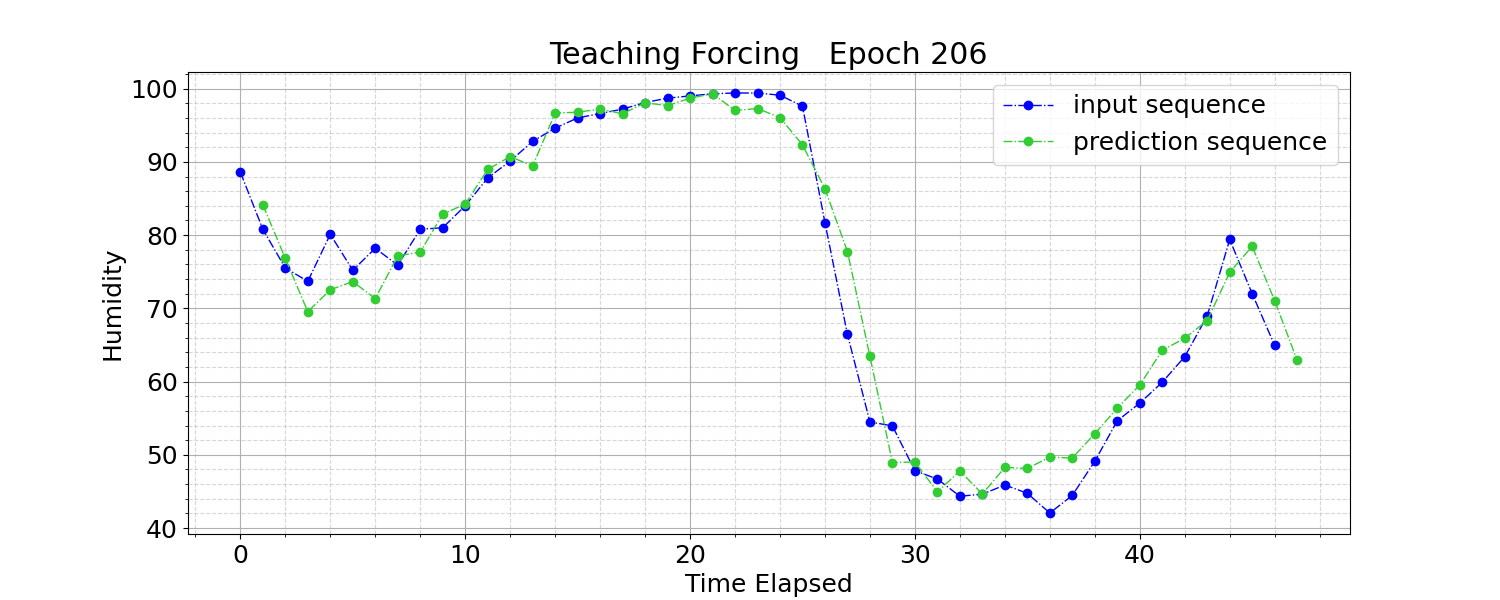 Teaching Forcing   Epoch 206
100
90
80
70
60
50
40
Humidity
input sequence
prediction sequence
0
10
20
30
40
Time Elapsed